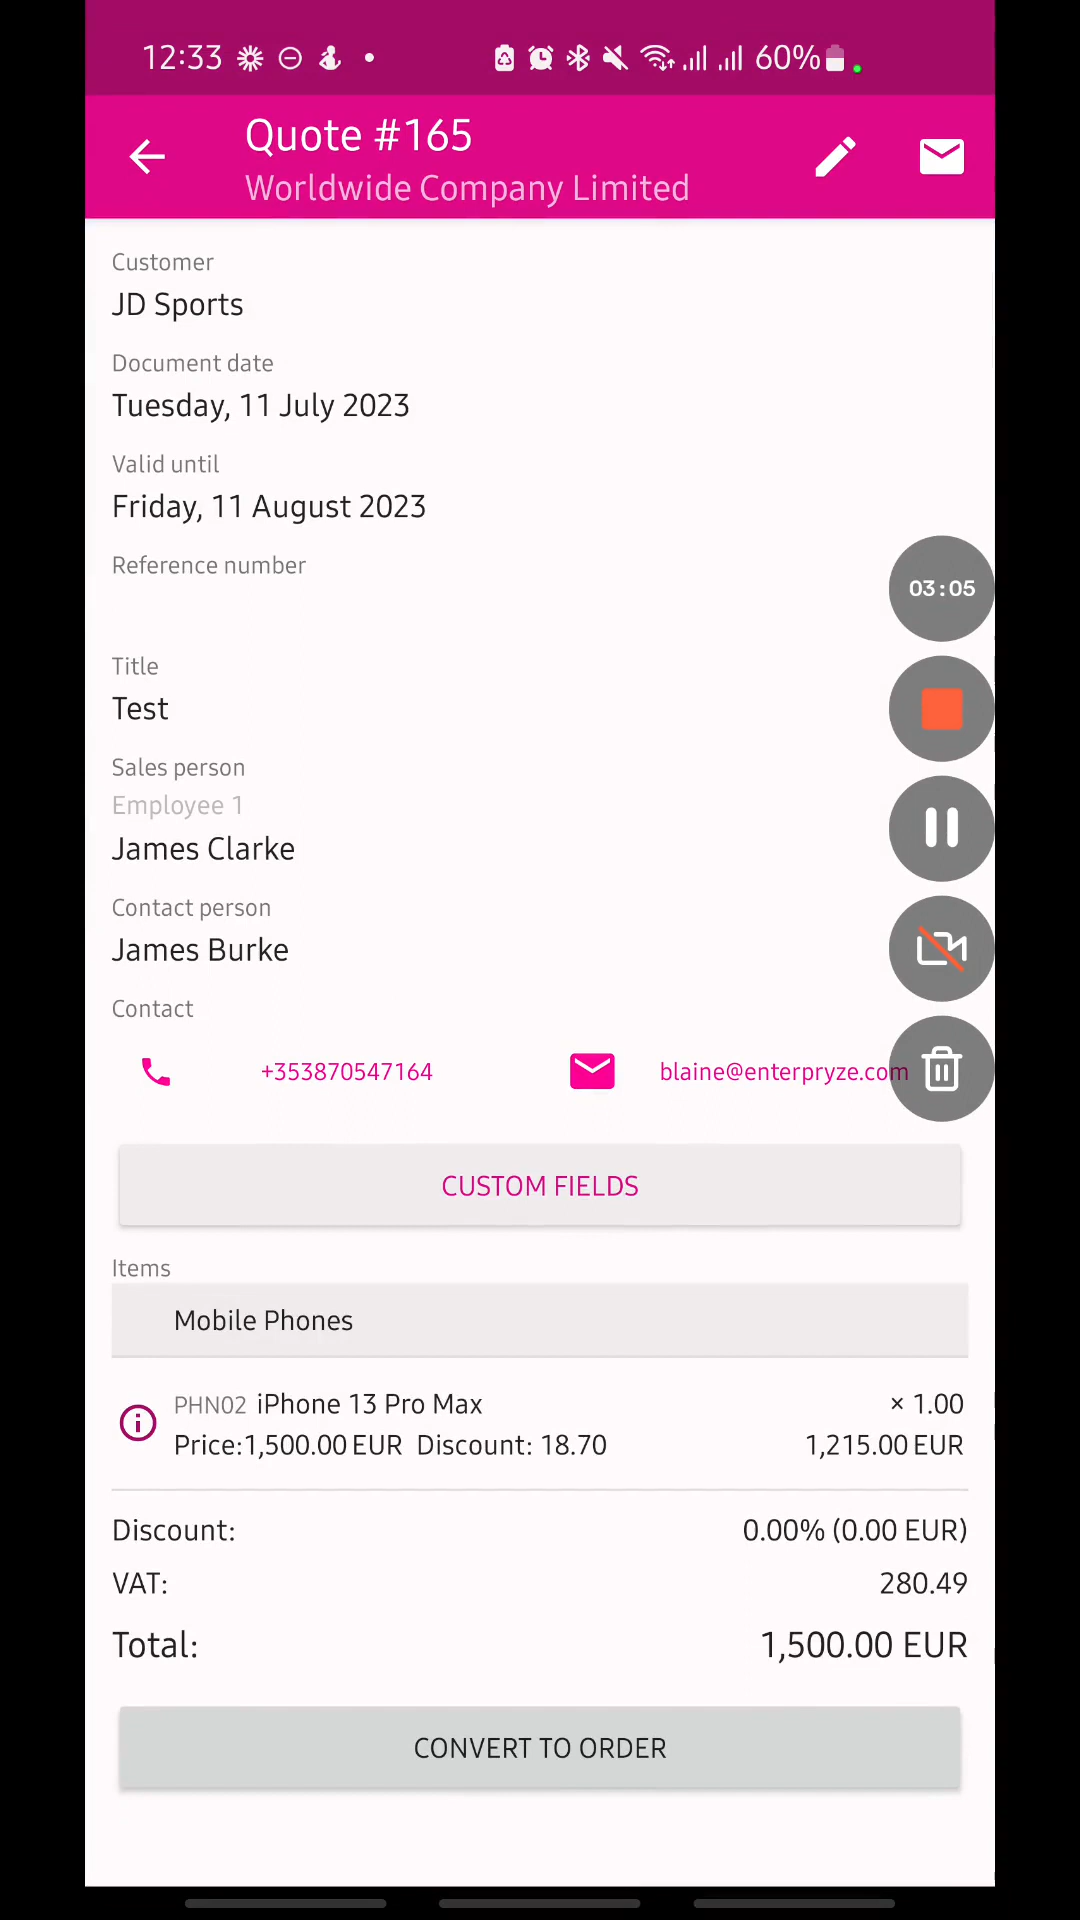 12:33 60%
Quote #165
Worldwide Company Limited
Customer
JD Sports
Document date
Tuesday, 11 July 2023
Valid until
Friday, 11 August 2023
Reference number
03:05
Title
Test
Sales person
Employee 1
James Clarke
Contact person
James Burke
Contact
+353870547164 blaine@enterpryze.com
CUSTOM FIELDS
Items
Mobile Phones
PHN02 iPhone 13 Pro Max × 1.00
Price:1,500.00 EUR Discount: 18.70 1,215.00 EUR
Discount: 0.00% (0.00 EUR)
VAT: 280.49
Total: 1,500.00 EUR
CONVERT TO ORDER